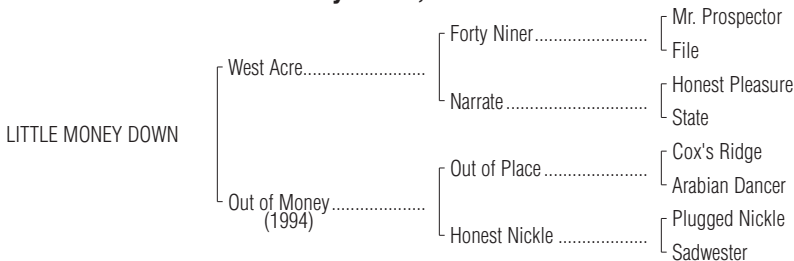 Mr. Prospector
Forty Niner
File
West Acre
Honest Pleasure
Narrate
State
LITTLE MONEY DOWN
Cox's Ridge
Out of Place
Arabian Dancer
Out of Money
(1994)
Plugged Nickle
Honest Nickle
Sadwester